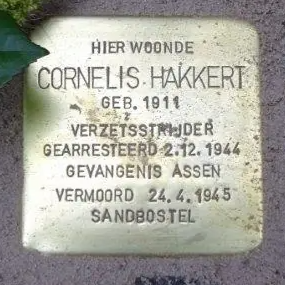 HIER WOONDE
CORNELIS HAKKERT
GEB. 1911
VERZETSSTRIJDER
GEARRESTEERD 2.12.1944
GEVANGENIS ASSEN
VERMOORD 24.4.1945
SANDBOSTEL